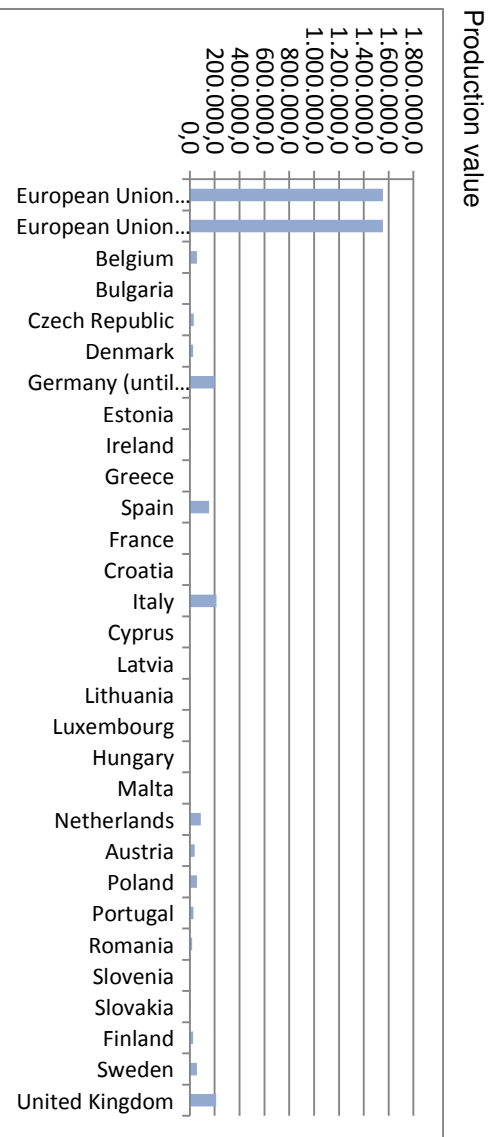 Production value
1.800.000,0
1.600.000,0
1.400.000,0
1.200.000,0
1.000.000,0
800.000,0
600.000,0
400.000,0
200.000,0
0,0
European Union...
European Union...
Belgium
Bulgaria
Czech Republic
Denmark
Germany (until...
Estonia
Ireland
Greece
Spain
France
Croatia
Italy
Cyprus
Latvia
Lithuania
Luxembourg
Hungary
Malta
Netherlands
Austria
Poland
Portugal
Romania
Slovenia
Slovakia
Finland
Sweden
United Kingdom